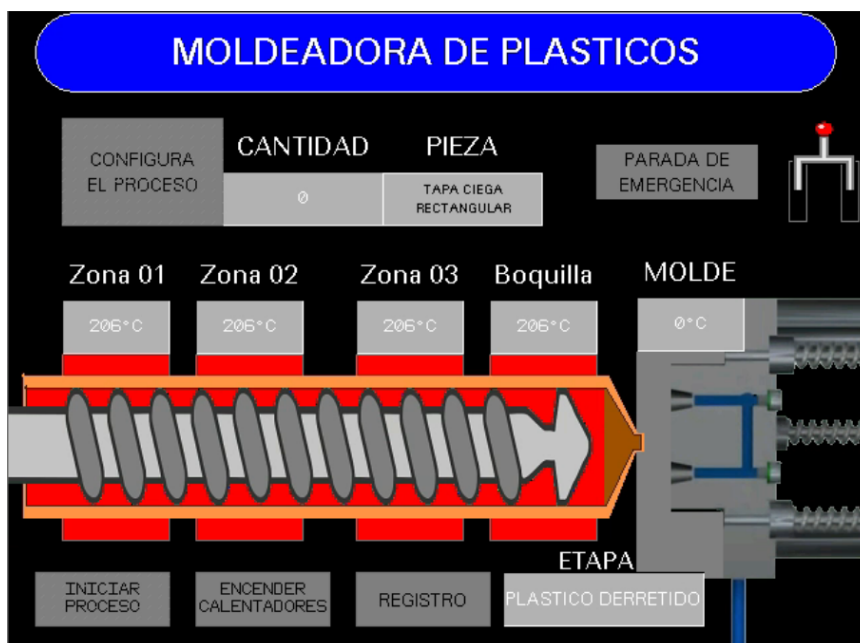 MOLDEADORA DE PLASTICOS
CONFIGURA
EL PROCESO
CANTIDAD
0
PIEZA
TAPA CIEGA
RECTANGULAR
PARADA DE
EMERGENCIA
Zona 01
Zona 02
Zona 03
Boquilla
MOLDE
206°C
206°C
206°C
206°C
0°C
ETAPA
INICIAR
PROCESO
ENCENDER
CALENTADORES
REGISTRO
PLASTICO DERRETIDO